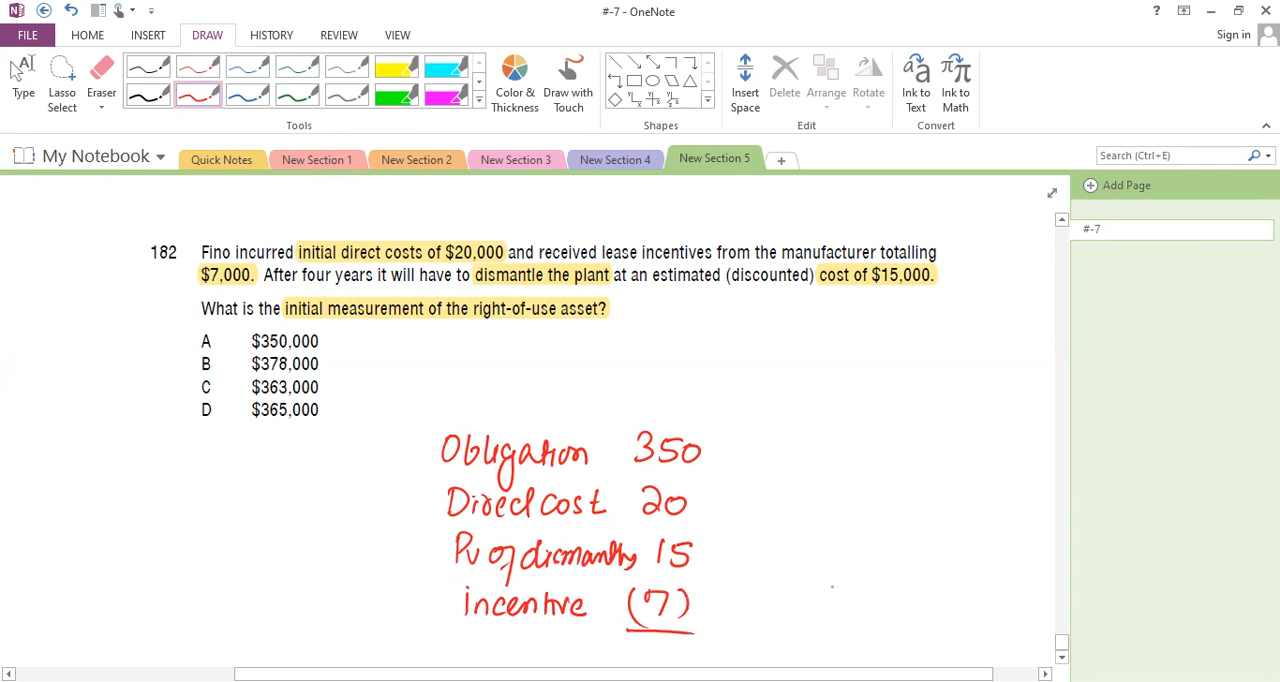 #-7 - OneNote
?
FILE HOME INSERT DRAW HISTORY REVIEW VIEW
Sign in
Type
Lasso Select
Eraser
Color & Thickness
Draw with Touch
Insert Space
Delete
Arrange
Rotate
Ink to Text
Ink to Math
Tools
Shapes
Edit
Convert
My Notebook
Quick Notes
New Section 1
New Section 2
New Section 3
New Section 4
New Section 5
Search (Ctrl+E)
Add Page
#-7
182 Fino incurred initial direct costs of $20,000 and received lease incentives from the manufacturer totalling
$7,000. After four years it will have to dismantle the plant at an estimated (discounted) cost of $15,000.
What is the initial measurement of the right-of-use asset?
A $350,000
B $378,000
C $363,000
D $365,000
Obligation 350
Direct cost 20
Pv of dismantling 15
incentive (7)